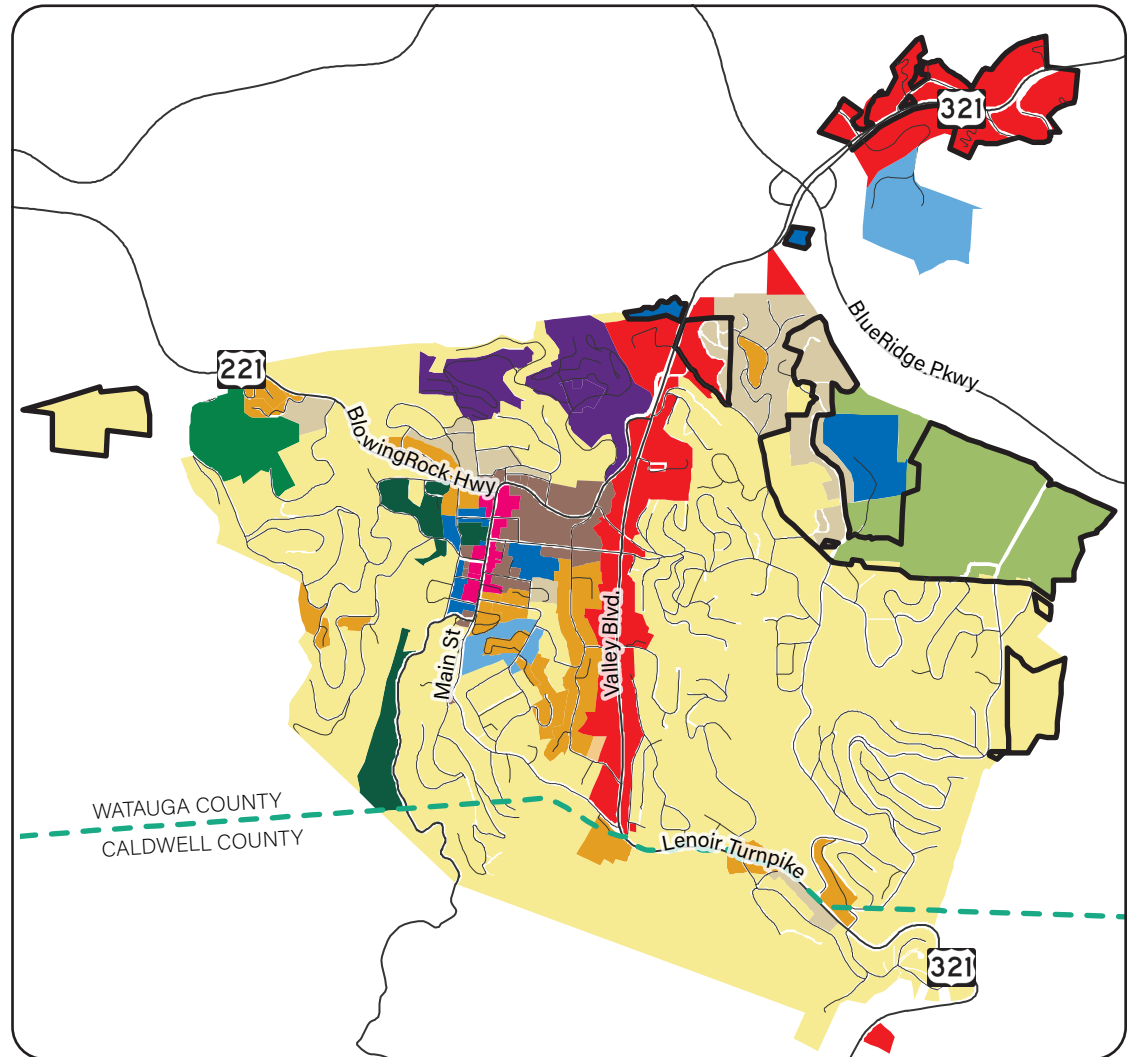 321
BlueRidge Pkwy
221
BlowingRock Hwy
Valley Blvd.
Main St
WATAUGA COUNTY
CALDWELL COUNTY
Lenoir Turnpike
321